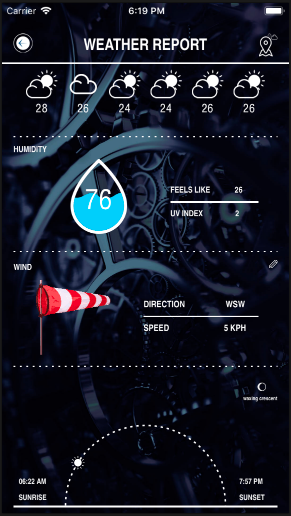 Carrier 6:19 PM
WEATHER REPORT
28 26 24 24 26 26
HUMIDITY
76
FEELS LIKE 26
UV INDEX 2
WIND
DIRECTION WSW
SPEED 5 KPH
waxing crescent
06:22 AM 7:57 PM
SUNRISE SUNSET